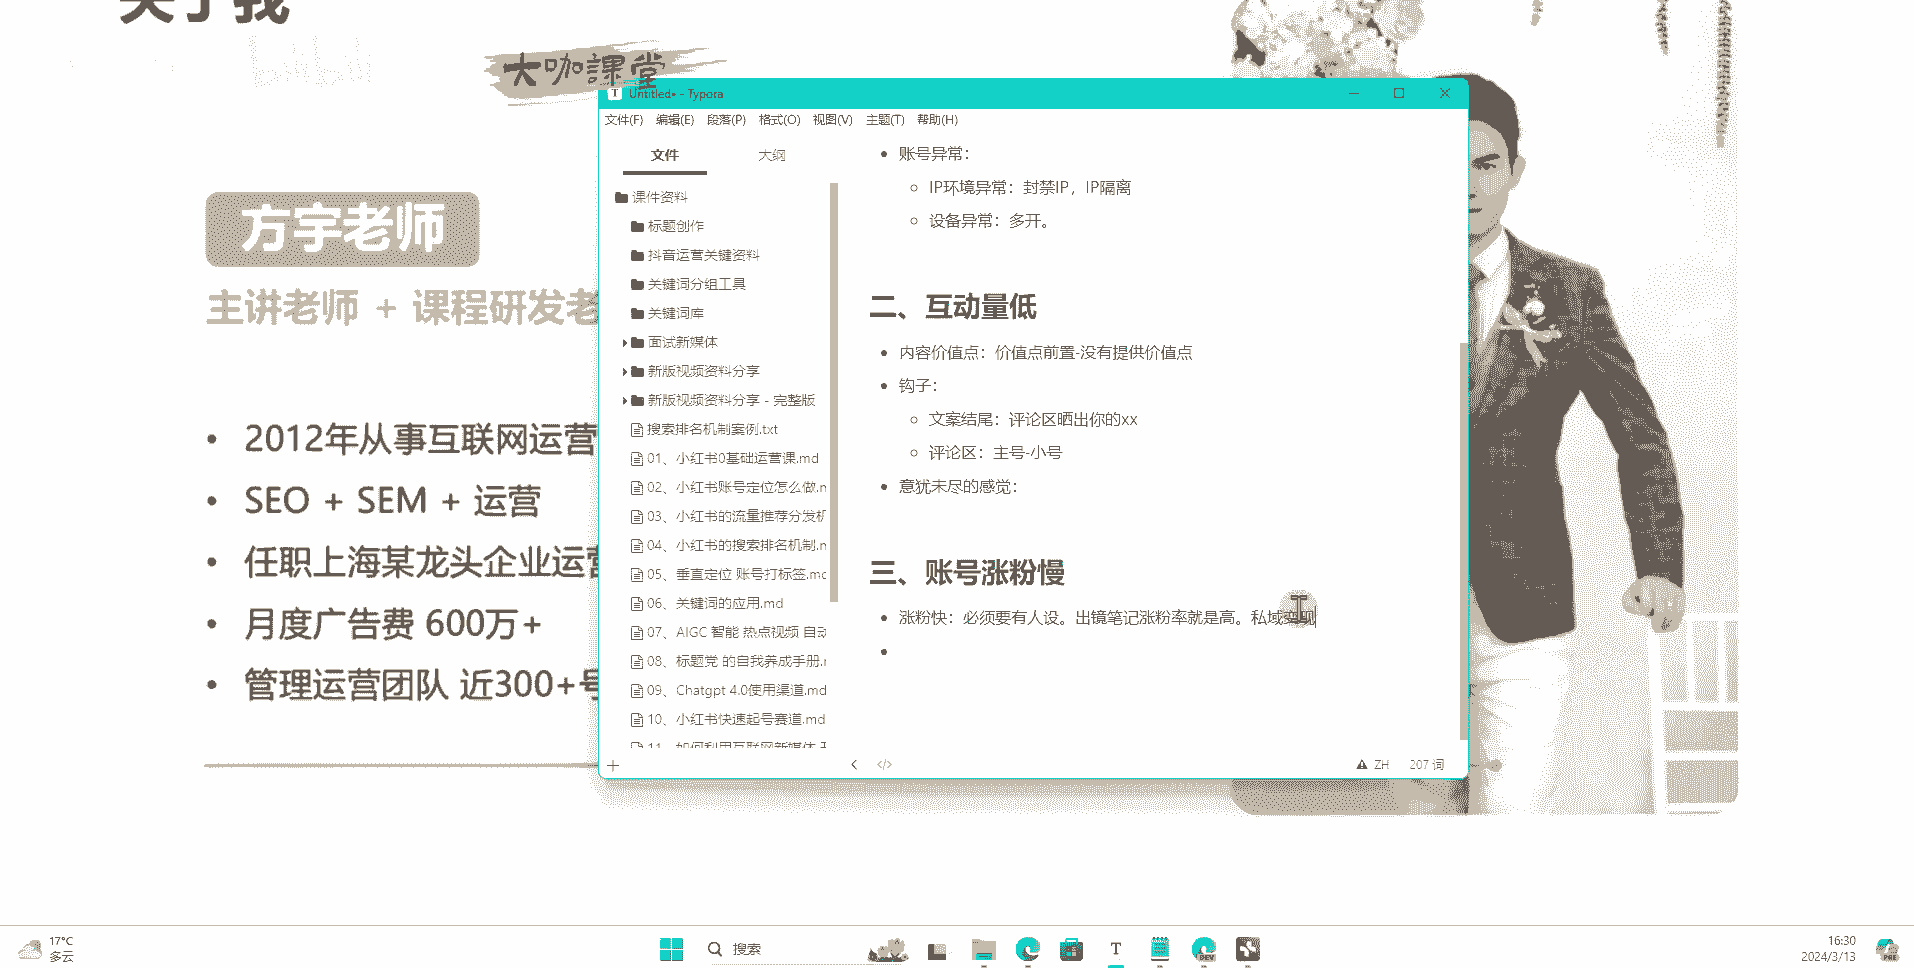 关于我
bilibili
大咖課堂
方宇老师
主讲老师 + 课程研发老
2012年从事互联网运营
SEO + SEM + 运营
任职上海某龙头企业运营
月度广告费 600万+
管理运营团队 近300+号
Untitled• - Typora
文件(F) 编辑(E) 段落(P) 格式(O) 视图(V) 主题(T) 帮助(H)
文件 大纲
课件资料
标题创作
抖音运营关键资料
关键词分组工具
关键词库
面试新媒体
新版视频资料分享
新版视频资料分享 - 完整版
搜索排名机制案例.txt
01、小红书0基础运营课.md
02、小红书账号定位怎么做.m
03、小红书的流量推荐分发机
04、小红书的搜索排名机制.m
05、垂直定位 账号打标签.md
06、关键词的应用.md
07、AIGC 智能 热点视频 自动
08、标题党 的自我养成手册.m
09、Chatgpt 4.0使用渠道.md
10、小红书快速起号赛道.md
11、如何利用互联网新媒体
账号异常：
IP环境异常：封禁IP，IP隔离
设备异常：多开。
二、互动量低
内容价值点：价值点前置-没有提供价值点
钩子：
文案结尾：评论区晒出你的xx
评论区：主号-小号
意犹未尽的感觉：
三、账号涨粉慢
涨粉快：必须要有人设。出镜笔记涨粉率就是高。私域变现
ZH 207 词
17°C
多云
搜索
T
DEV
16:30
2024/3/13
PRE